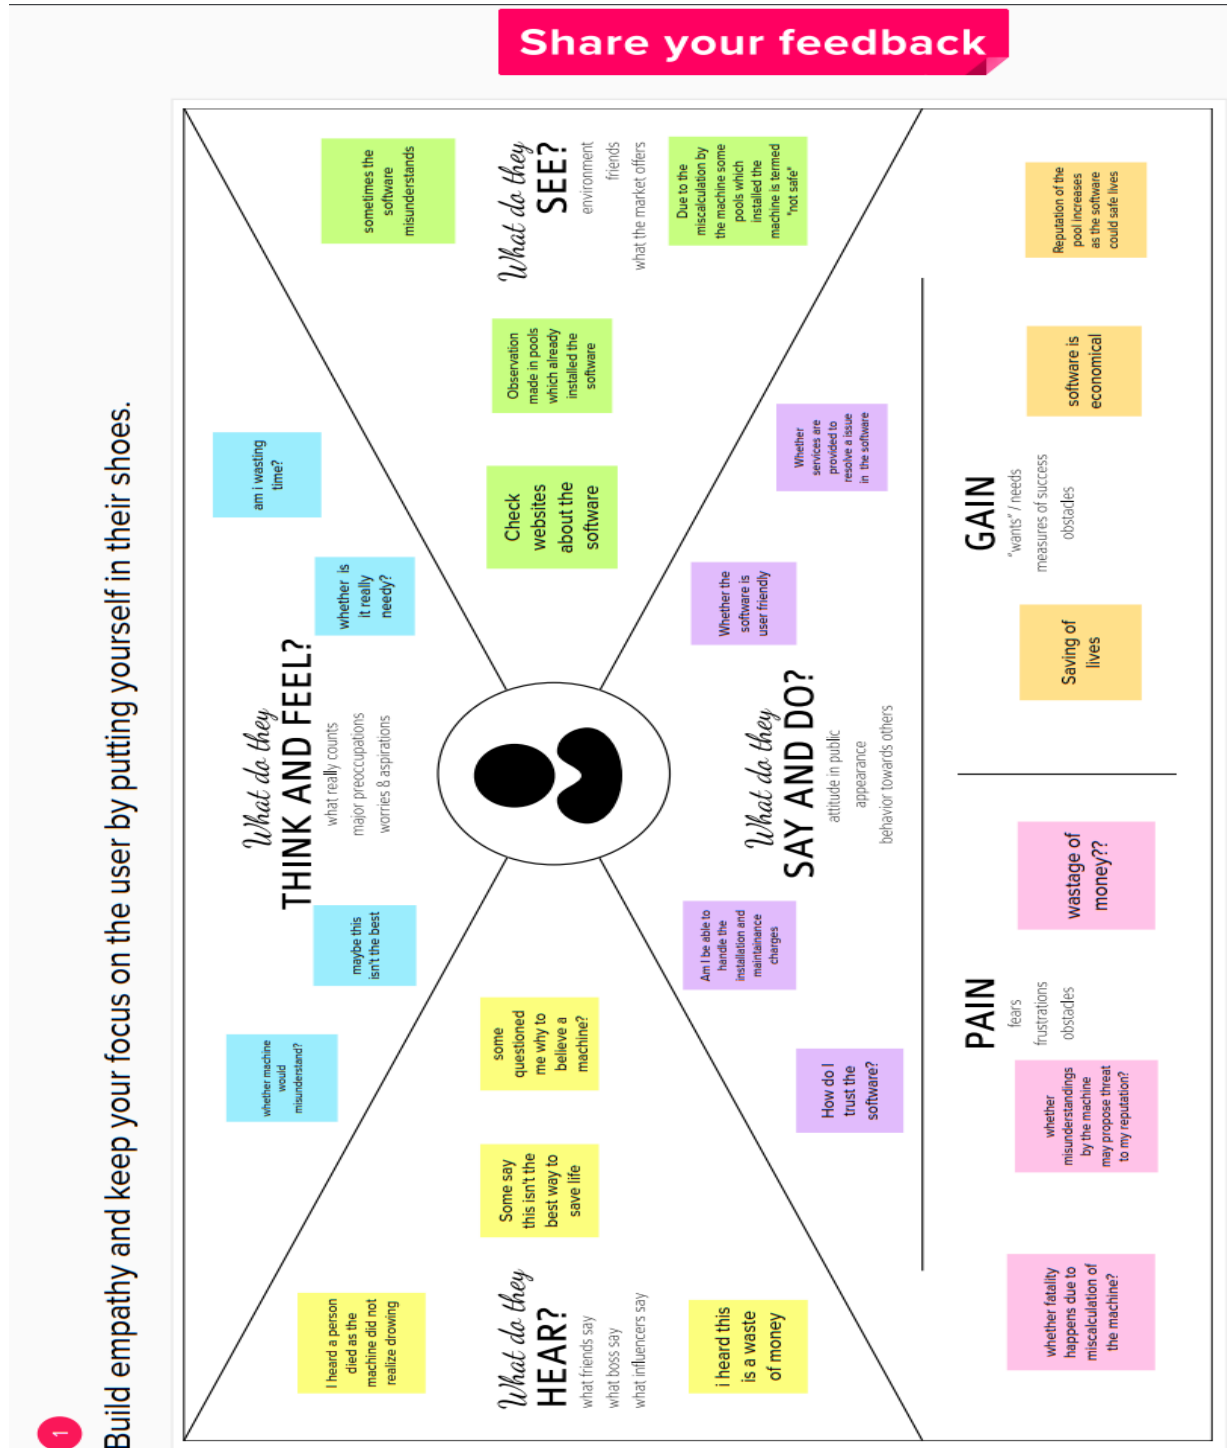 Share your feedback
1
Build empathy and keep your focus on the user by putting yourself in their shoes.
What do they
THINK AND FEEL?
what really counts
major preoccupations
worries & aspirations
whether machine
would
misunderstand?
maybe this
isn't the best
whether is
it really
needy?
am i wasting
time?
What do they
HEAR?
what friends say
what boss say
what influencers say
I heard a person
died as the
machine did not
realize drowing
Some say
this isn't the
best way to
save life
some
questioned
me why to
believe a
machine?
i heard this
is a waste
of money
What do they
SEE?
environment
friends
what the market offers
sometimes the
software
misunderstands
Observation
made in pools
which already
installed the
software
Check
websites
about the
software
Due to the
miscalculation by
the machine some
pools which
installed the
machine is termed
"not safe"
What do they
SAY AND DO?
attitude in public
appearance
behavior towards others
How do I
trust the
software?
Am I be able to
handle the
installation and
maintainance
charges
Whether the
software is
user friendly
Whether
services are
provided to
resolve a issue
in the software
PAIN
fears
frustrations
obstacles
whether fatality
happens due to
miscalculation of
the machine?
whether
misunderstandings
by the machine
may propose threat
to my reputation?
wastage of
money??
GAIN
"wants" / needs
measures of success
obstacles
Saving of
lives
software is
economical
Reputation of the
pool increases
as the software
could safe lives